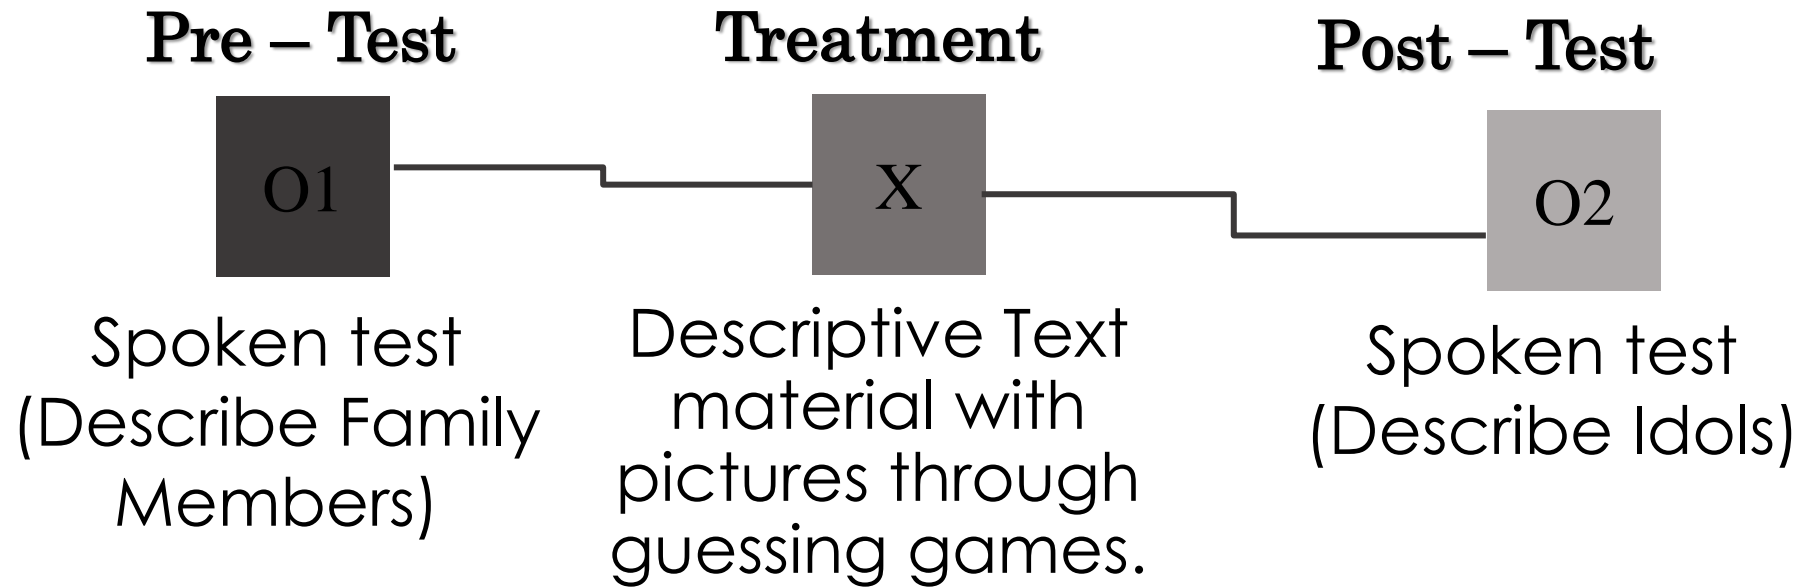 Pre – Test
Treatment
Post – Test
O1
X
O2
Spoken test
(Describe Family
Members)
Descriptive Text
material with
pictures through
guessing games.
Spoken test
(Describe Idols)